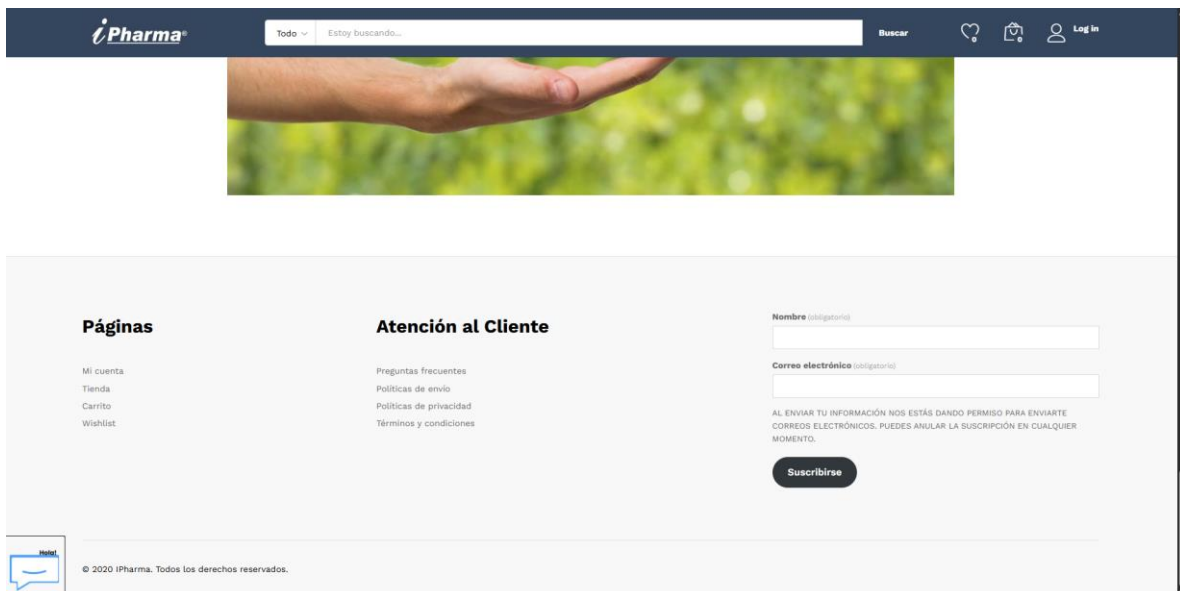 iPharma®
Todo
Estoy buscando...
Buscar
0
0
Log in
Páginas
Mi cuenta
Tienda
Carrito
Wishlist
Atención al Cliente
Preguntas frecuentes
Políticas de envío
Políticas de privacidad
Términos y condiciones
Nombre (obligatorio)
Correo electrónico (obligatorio)
AL ENVIAR TU INFORMACIÓN NOS ESTÁS DANDO PERMISO PARA ENVIARTE
CORREOS ELECTRÓNICOS. PUEDES ANULAR LA SUSCRIPCIÓN EN CUALQUIER
MOMENTO.
Suscribirse
Hola!
© 2020 IPharma. Todos los derechos reservados.